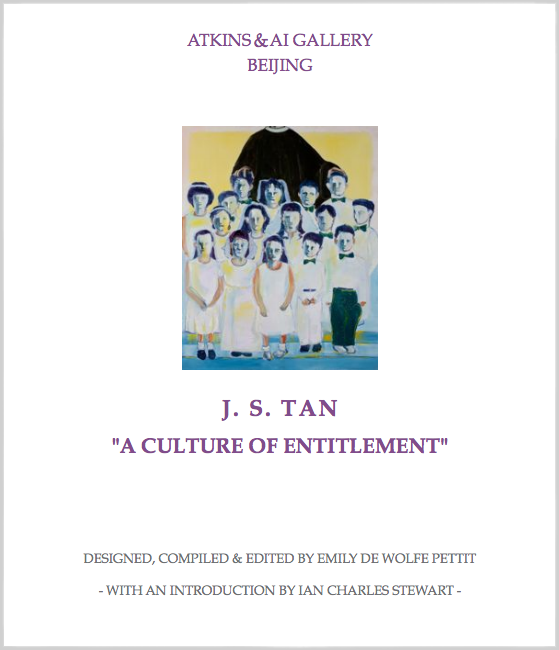 ATKINS & AI GALLERY
BEIJING
J. S. TAN
"A CULTURE OF ENTITLEMENT"
DESIGNED, COMPILED & EDITED BY EMILY DE WOLFE PETTIT
- WITH AN INTRODUCTION BY IAN CHARLES STEWART -